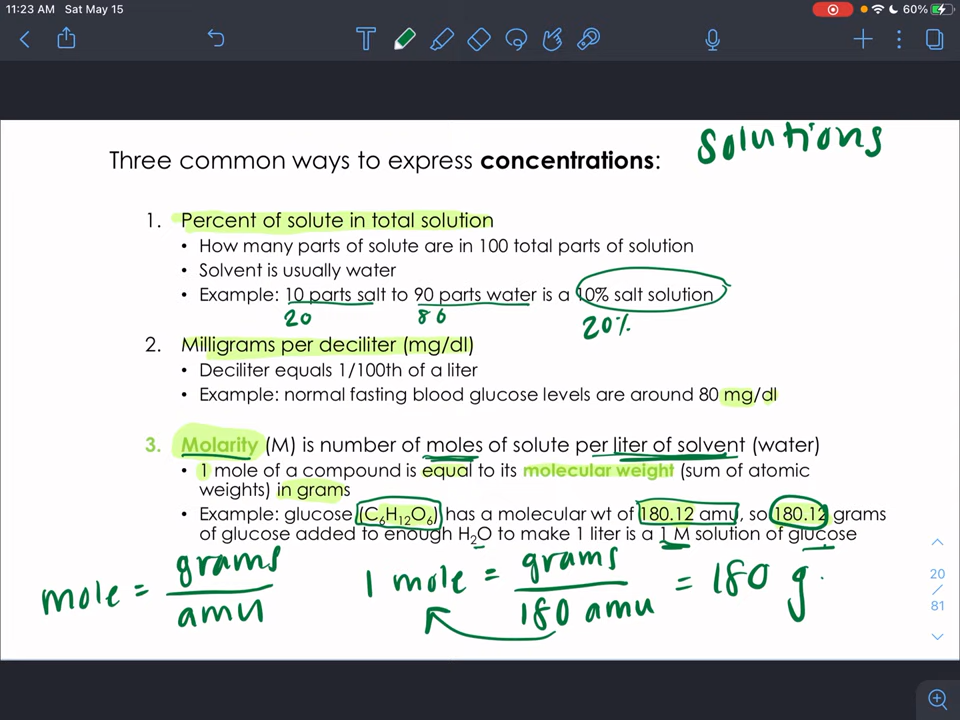 11:23 AM Sat May 15
60%
T
Solutions
Three common ways to express concentrations:
1. Percent of solute in total solution
• How many parts of solute are in 100 total parts of solution
• Solvent is usually water
• Example: 10 parts salt to 90 parts water is a 10% salt solution
20 80 20%
2. Milligrams per deciliter (mg/dl)
• Deciliter equals 1/100th of a liter
• Example: normal fasting blood glucose levels are around 80 mg/dl
3. Molarity (M) is number of moles of solute per liter of solvent (water)
• 1 mole of a compound is equal to its molecular weight (sum of atomic
weights) in grams
• Example: glucose (C₆H₁₂O₆) has a molecular wt of 180.12 amu, so 180.12 grams
of glucose added to enough H₂O to make 1 liter is a 1 M solution of glucose
mole = grams / amu
1 mole = grams / 180 amu = 180 g.
20
/
81